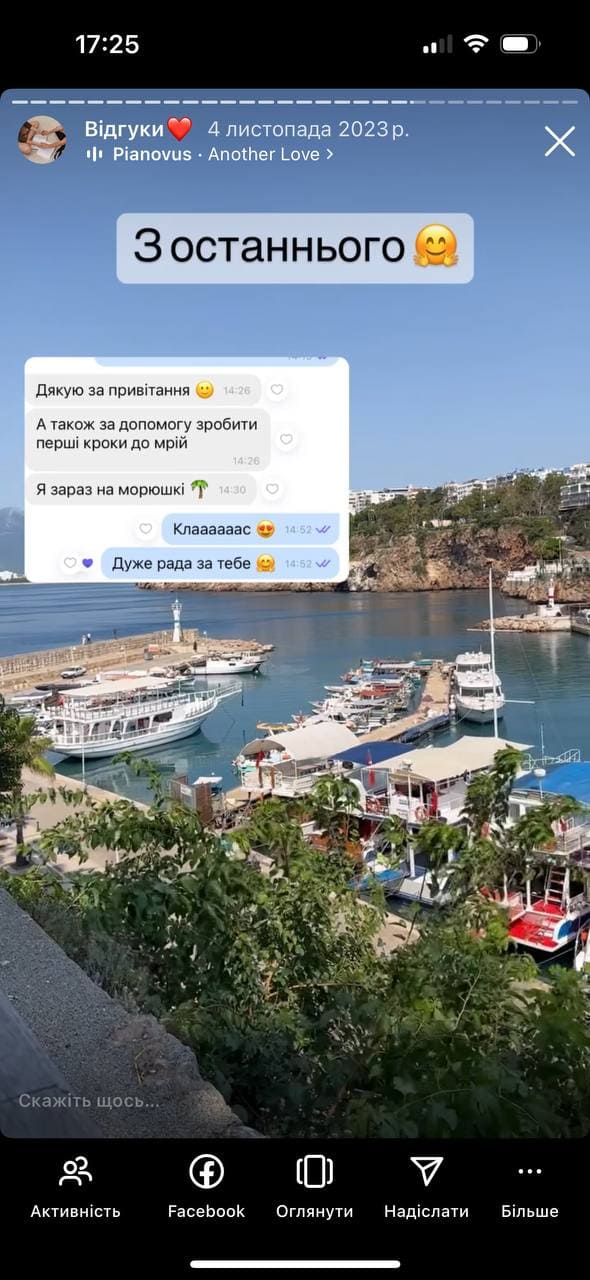 17:25
Відгуки❤️ 4 листопада 2023 р.
Pianovus · Another Love >
З останнього🤗
Дякую за привітання 🙂 14:26
А також за допомогу зробити
перші кроки до мрій
14:26
Я зараз на морюшкі 🌴 14:30
Клаааааас 😍 14:52
Дуже рада за тебе 🤗 14:52
Скажіть щось...
Активність Facebook Оглянути Надіслати Більше